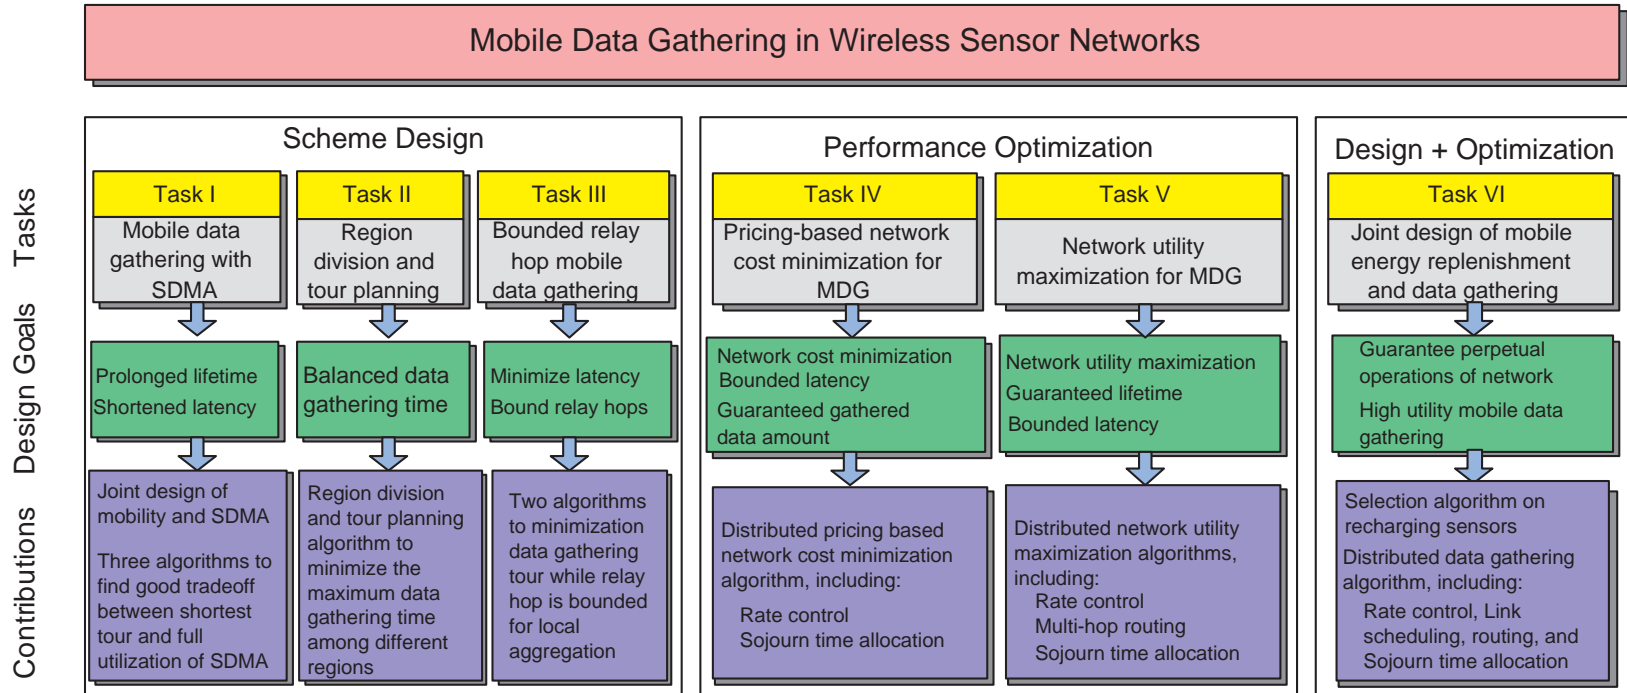 Mobile Data Gathering in Wireless Sensor Networks
Scheme Design
Performance Optimization
Design + Optimization
Tasks
Task I
Mobile data
gathering with
SDMA
Task II
Region
division and
tour planning
Task III
Bounded relay
hop mobile
data gathering
Task IV
Pricing-based network
cost minimization for
MDG
Task V
Network utility
maximization for MDG
Task VI
Joint design of mobile
energy replenishment
and data gathering
Design Goals
Prolonged lifetime
Shortened latency
Balanced data
gathering time
Minimize latency
Bound relay hops
Network cost minimization
Bounded latency
Guaranteed gathered
data amount
Network utility maximization
Guaranteed lifetime
Bounded latency
Guarantee perpetual
operations of network
High utility mobile data
gathering
Contributions
Joint design of
mobility and SDMA
Three algorithms to
find good tradeoff
between shortest
tour and full
utilization of SDMA
Region division
and tour planning
algorithm to
minimize the
maximum data
gathering time
among different
regions
Two algorithms
to minimization
data gathering
tour while relay
hop is bounded
for local
aggregation
Distributed pricing based
network cost minimization
algorithm, including:
Rate control
Sojourn time allocation
Distributed network utility
maximization algorithms,
including:
Rate control
Multi-hop routing
Sojourn time allocation
Selection algorithm on
recharging sensors
Distributed data gathering
algorithm, including:
Rate control, Link
scheduling, routing, and
Sojourn time allocation